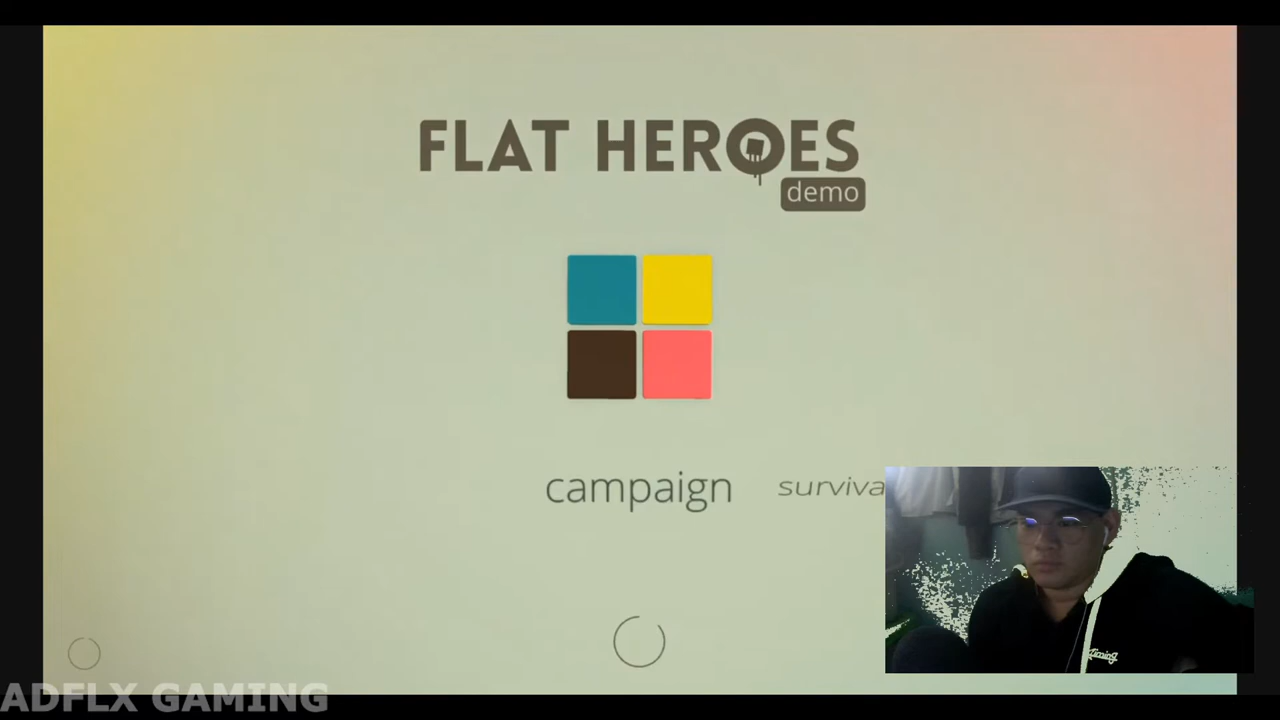 FLAT HEROES
demo
campaign
surviva
ADFLX GAMING